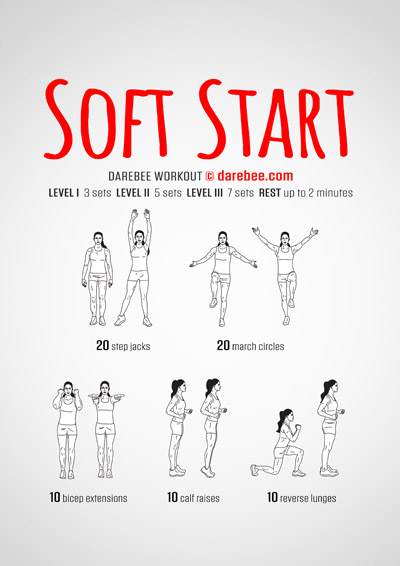 SOFT START
DAREBEE WORKOUT © darebee.com
LEVEL I 3 sets LEVEL II 5 sets LEVEL III 7 sets REST up to 2 minutes
20 step jacks
20 march circles
10 bicep extensions
10 calf raises
10 reverse lunges